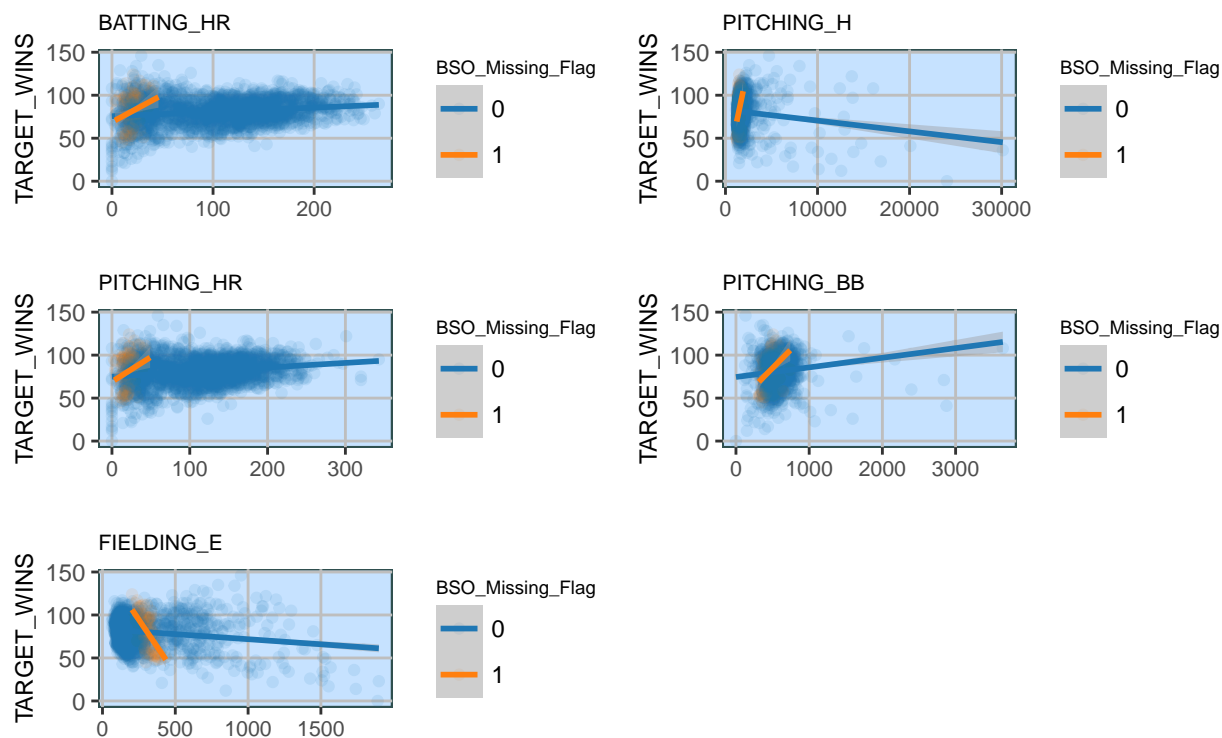 BATTING_HR
TARGET_WINS
150
100
50
0
0 100 200
BSO_Missing_Flag
0
1
PITCHING_H
TARGET_WINS
150
100
50
0
0 10000 20000 30000
BSO_Missing_Flag
0
1
PITCHING_HR
TARGET_WINS
150
100
50
0
0 100 200 300
BSO_Missing_Flag
0
1
PITCHING_BB
TARGET_WINS
150
100
50
0
0 1000 2000 3000
BSO_Missing_Flag
0
1
FIELDING_E
TARGET_WINS
150
100
50
0
0 500 1000 1500
BSO_Missing_Flag
0
1